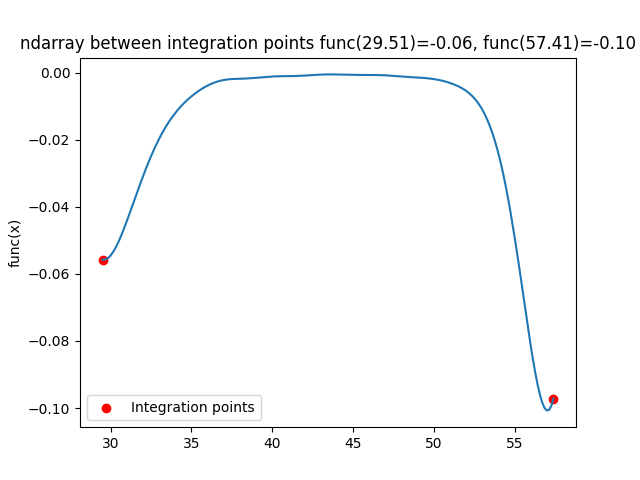 ndarray between integration points func(29.51)=-0.06, func(57.41)=-0.10
0.00
−0.02
−0.04
−0.06
−0.08
−0.10
func(x)
Integration points
30 35 40 45 50 55